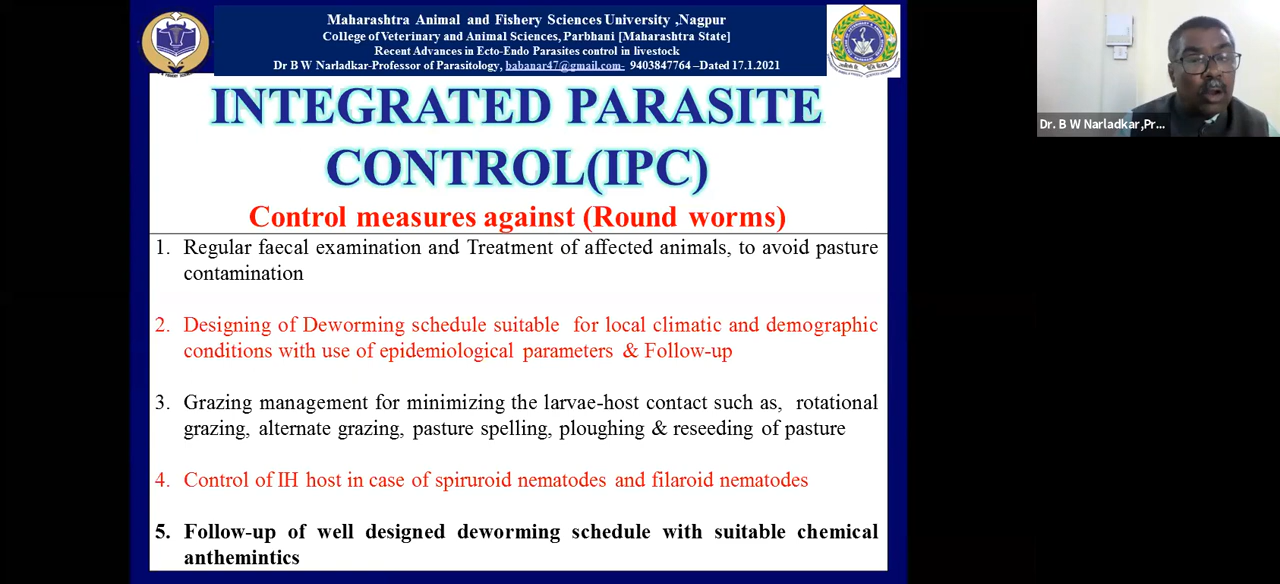 Maharashtra Animal and Fishery Sciences University ,Nagpur
College of Veterinary and Animal Sciences, Parbhani [Maharashtra State]
Recent Advances in Ecto-Endo Parasites control in livestock
Dr B W Narladkar-Professor of Parasitology, babanar47@gmail.com- 9403847764 –Dated 17.1.2021
INTEGRATED PARASITE
CONTROL(IPC)
Control measures against (Round worms)
1. Regular faecal examination and Treatment of affected animals, to avoid pasture
contamination
2. Designing of Deworming schedule suitable for local climatic and demographic
conditions with use of epidemiological parameters & Follow-up
3. Grazing management for minimizing the larvae-host contact such as, rotational
grazing, alternate grazing, pasture spelling, ploughing & reseeding of pasture
4. Control of IH host in case of spiruroid nematodes and filaroid nematodes
5. Follow-up of well designed deworming schedule with suitable chemical
anthemintics
Dr. B W Narladkar,Pr...